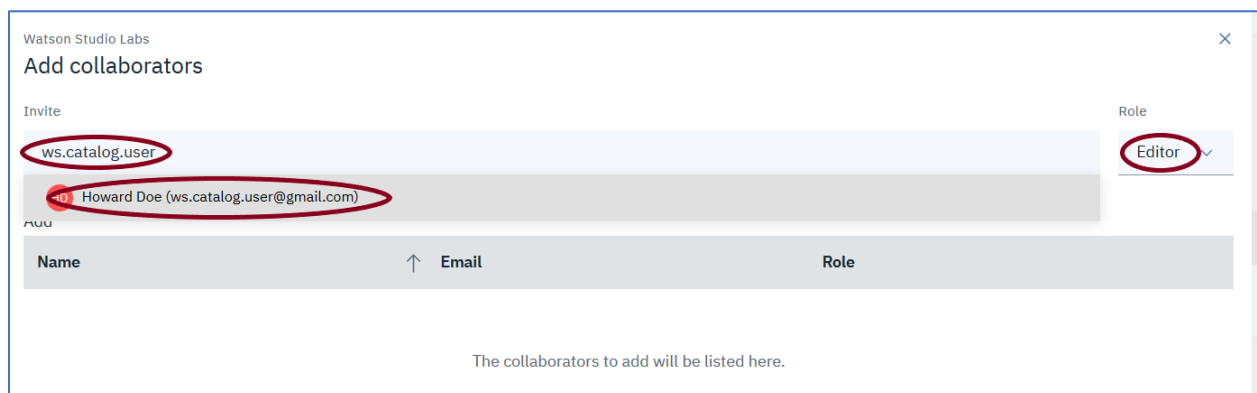 Watson Studio Labs
Add collaborators
Invite
Role
ws.catalog.user
Editor
HD Howard Doe (ws.catalog.user@gmail.com)
Add
Name Email Role
The collaborators to add will be listed here.